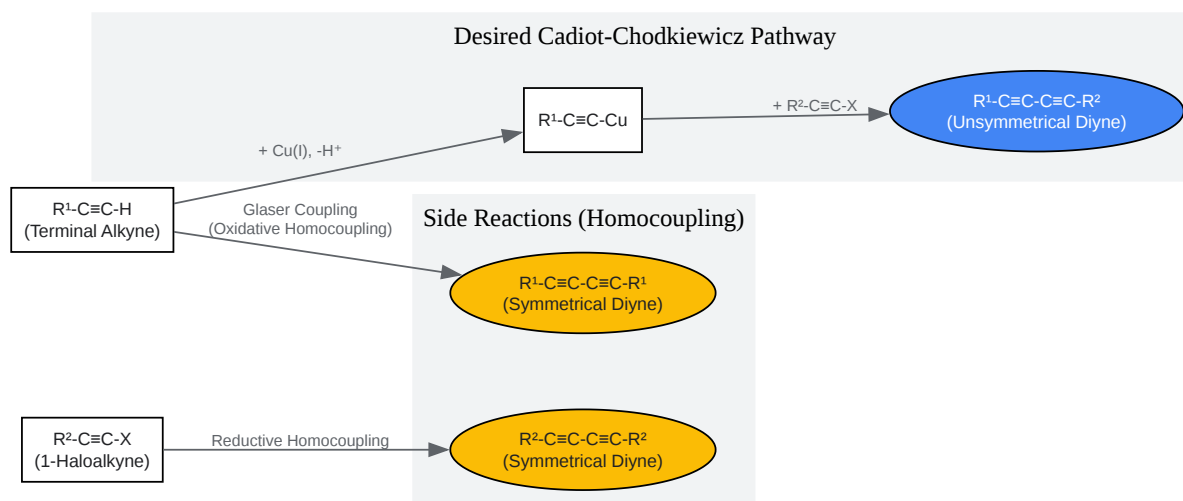 Desired Cadiot-Chodkiewicz Pathway
R¹-C≡C-Cu
+ R²-C≡C-X
R¹-C≡C-C≡C-R²
(Unsymmetrical Diyne)
+ Cu(I), -H⁺
R¹-C≡C-H
(Terminal Alkyne)
Glaser Coupling
(Oxidative Homocoupling)
Side Reactions (Homocoupling)
R¹-C≡C-C≡C-R¹
(Symmetrical Diyne)
R²-C≡C-X
(1-Haloalkyne)
Reductive Homocoupling
R²-C≡C-C≡C-R²
(Symmetrical Diyne)